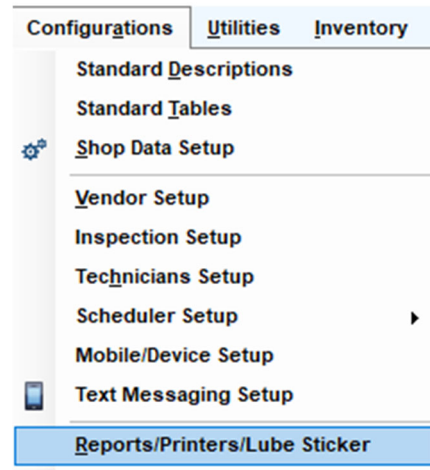 Configurations Utilities Inventory
Standard Descriptions
Standard Tables
Shop Data Setup
Vendor Setup
Inspection Setup
Technicians Setup
Scheduler Setup
Mobile/Device Setup
Text Messaging Setup
Reports/Printers/Lube Sticker